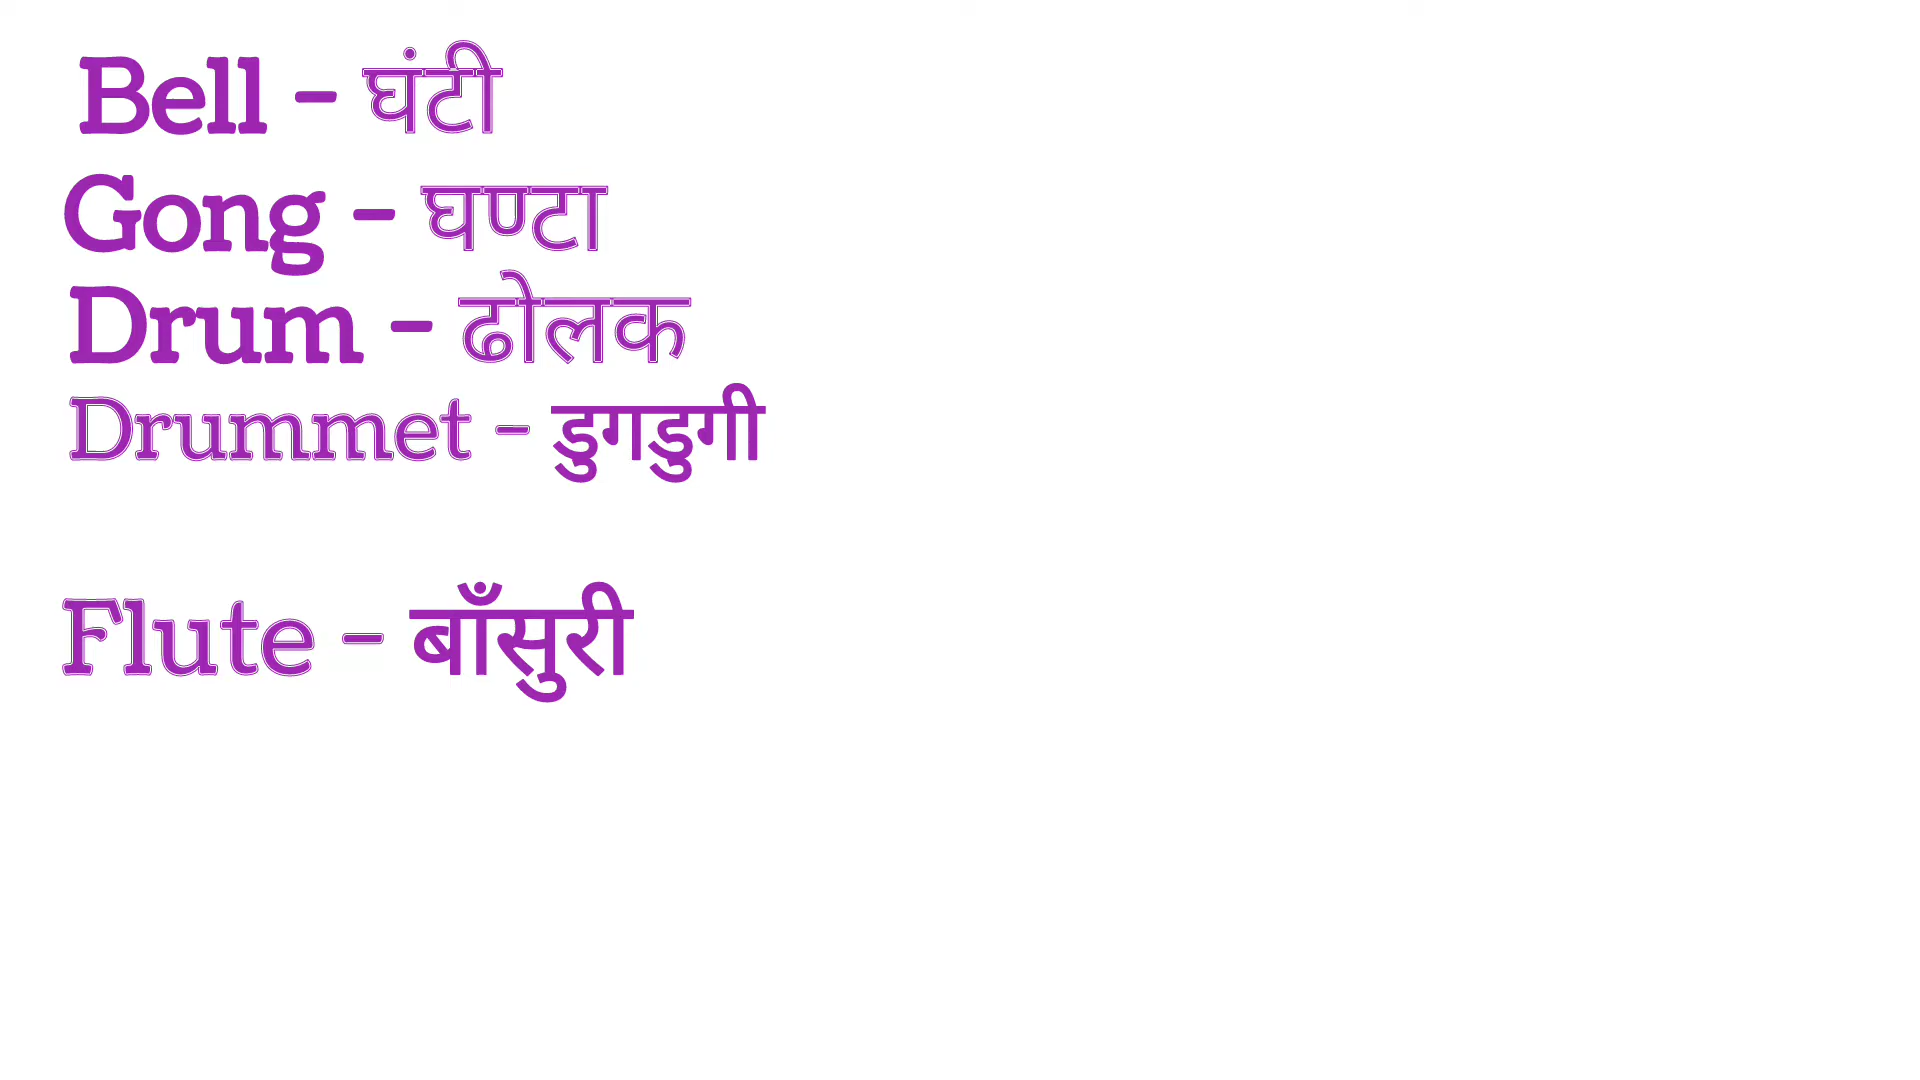 Bell - घंटी
Gong - घण्टा
Drum - ढोलक
Drummet - डुगडुगी
Flute - बाँसुरी